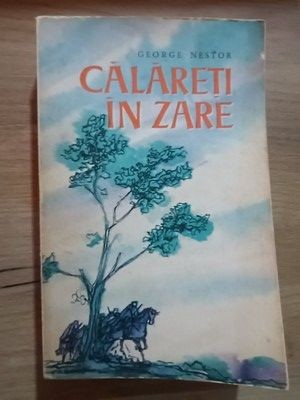 GEORGE NESTOR
CĂLĂREȚI
ÎN ZARE